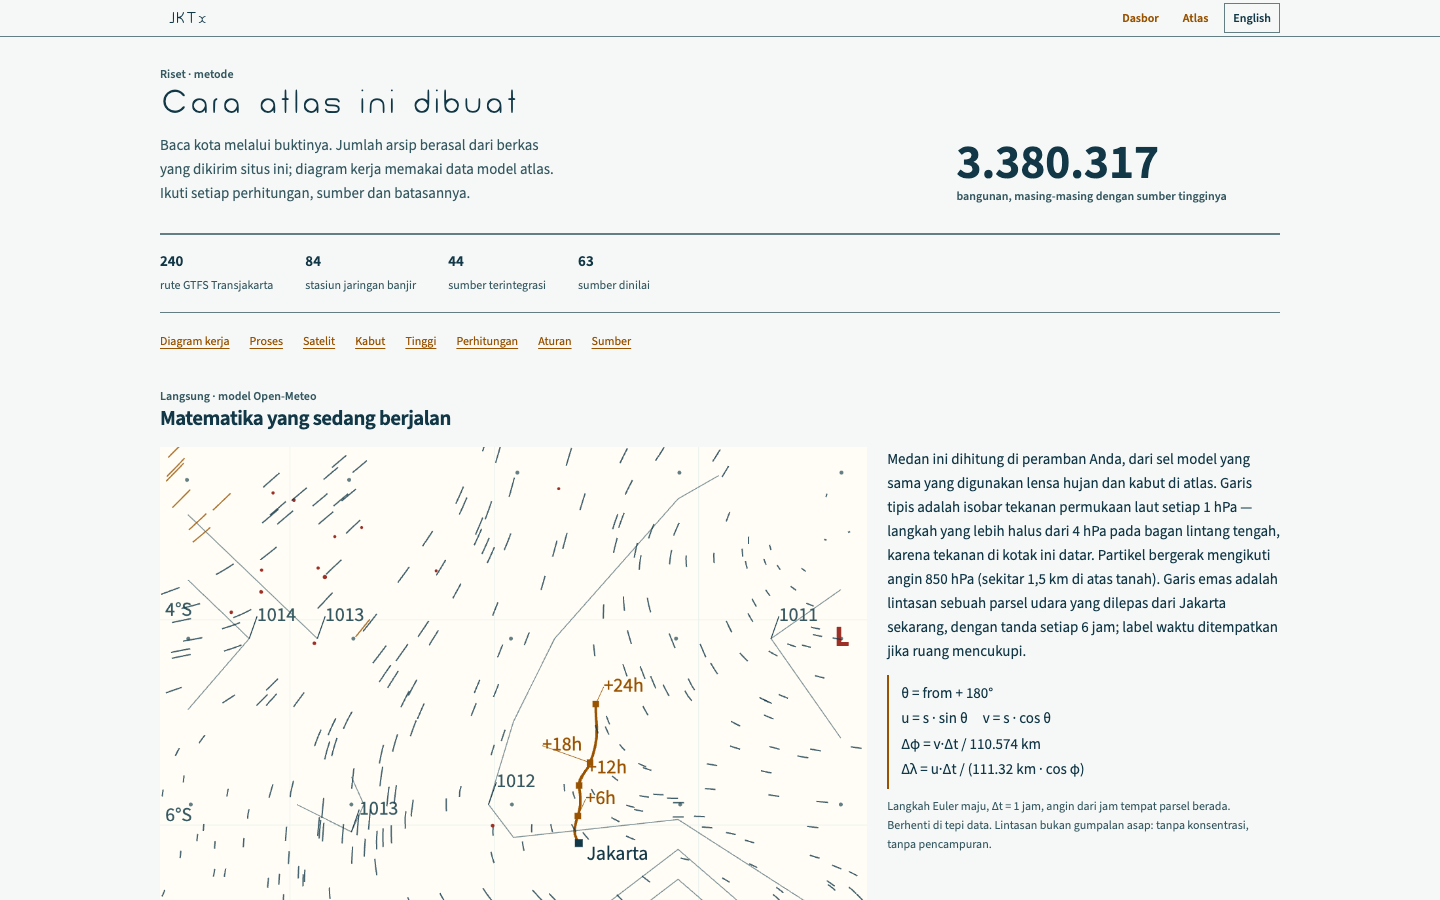 JKTx
Dasbor Atlas English
Riset · metode
Cara atlas ini dibuat
Baca kota melalui buktinya. Jumlah arsip berasal dari berkas
yang dikirim situs ini; diagram kerja memakai data model atlas.
Ikuti setiap perhitungan, sumber dan batasannya.
3.380.317
bangunan, masing-masing dengan sumber tingginya
240
rute GTFS Transjakarta
84
stasiun jaringan banjir
44
sumber terintegrasi
63
sumber dinilai
Diagram kerja Proses Satelit Kabut Tinggi Perhitungan Aturan Sumber
Langsung · model Open-Meteo
Matematika yang sedang berjalan
4°S
1014
1013
1011
L
+24h
+18h
+12h
1012
+6h
1013
6°S
Jakarta
Medan ini dihitung di peramban Anda, dari sel model yang
sama yang digunakan lensa hujan dan kabut di atlas. Garis
tipis adalah isobar tekanan permukaan laut setiap 1 hPa —
langkah yang lebih halus dari 4 hPa pada bagan lintang tengah,
karena tekanan di kotak ini datar. Partikel bergerak mengikuti
angin 850 hPa (sekitar 1,5 km di atas tanah). Garis emas adalah
lintasan sebuah parsel udara yang dilepas dari Jakarta
sekarang, dengan tanda setiap 6 jam; label waktu ditempatkan
jika ruang mencukupi.
θ = from + 180°
u = s · sin θ v = s · cos θ
Δφ = v·Δt / 110.574 km
Δλ = u·Δt / (111.32 km · cos φ)
Langkah Euler maju, Δt = 1 jam, angin dari jam tempat parsel berada.
Berhenti di tepi data. Lintasan bukan gumpalan asap: tanpa konsentrasi,
tanpa pencampuran.